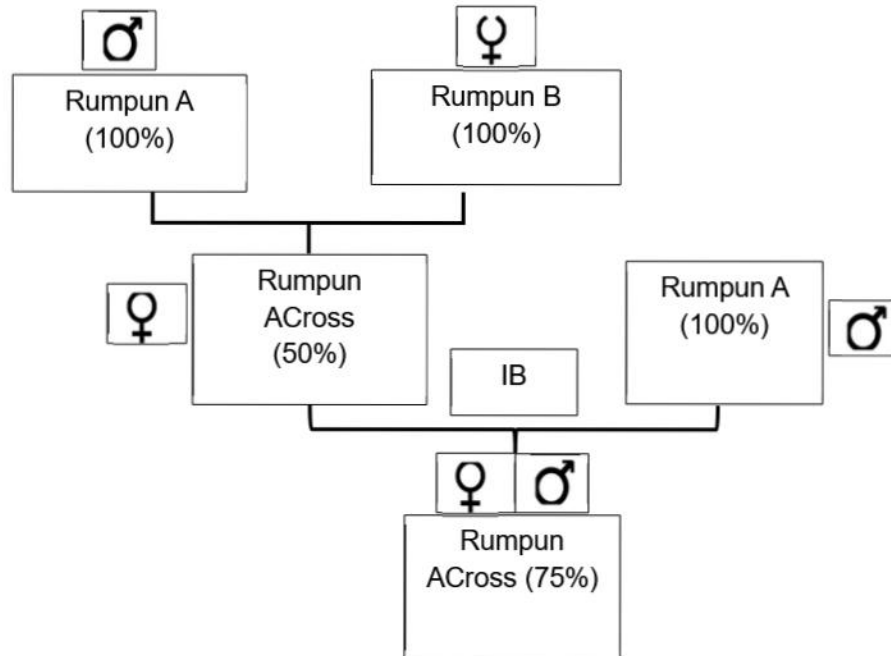 Rumpun A
(100%)
Rumpun B
(100%)
Rumpun
ACross
(50%)
Rumpun A
(100%)
IB
Rumpun
ACross (75%)